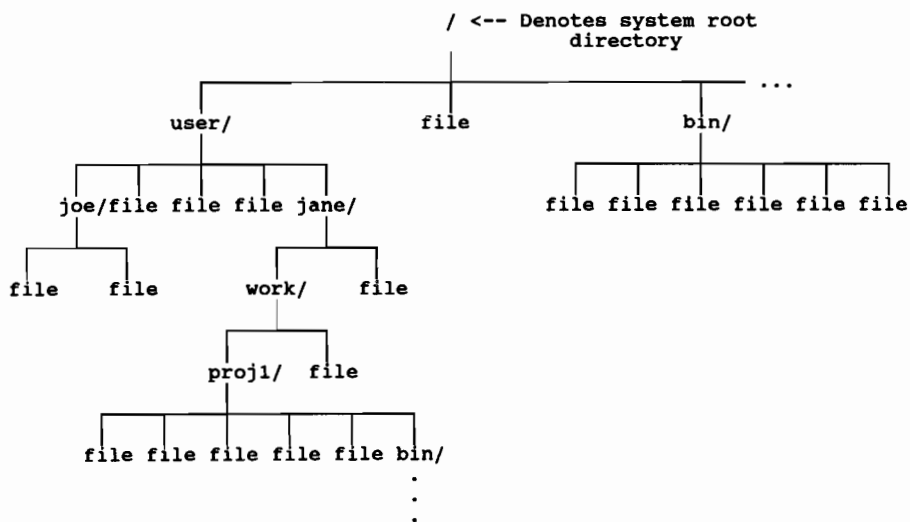 / <-- Denotes system root
directory
...
user/ file bin/
joe/file file file jane/ file file file file file file
file file work/ file
proj1/ file
file file file file file bin/
.
.
.